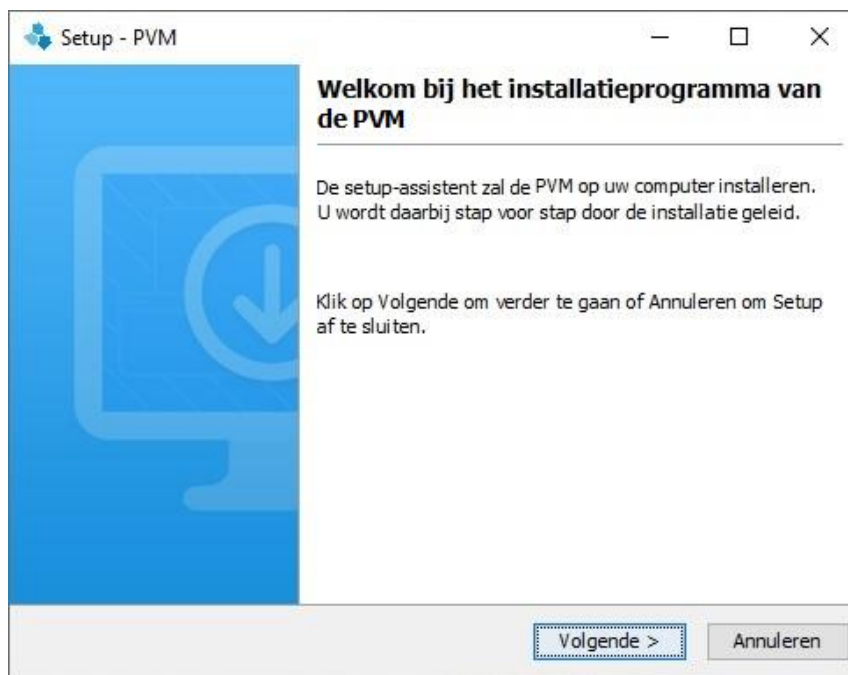 Setup - PVM
Welkom bij het installatieprogramma van
de PVM
De setup-assistent zal de PVM op uw computer installeren.
U wordt daarbij stap voor stap door de installatie geleid.
Klik op Volgende om verder te gaan of Annuleren om Setup
af te sluiten.
Volgende > Annuleren